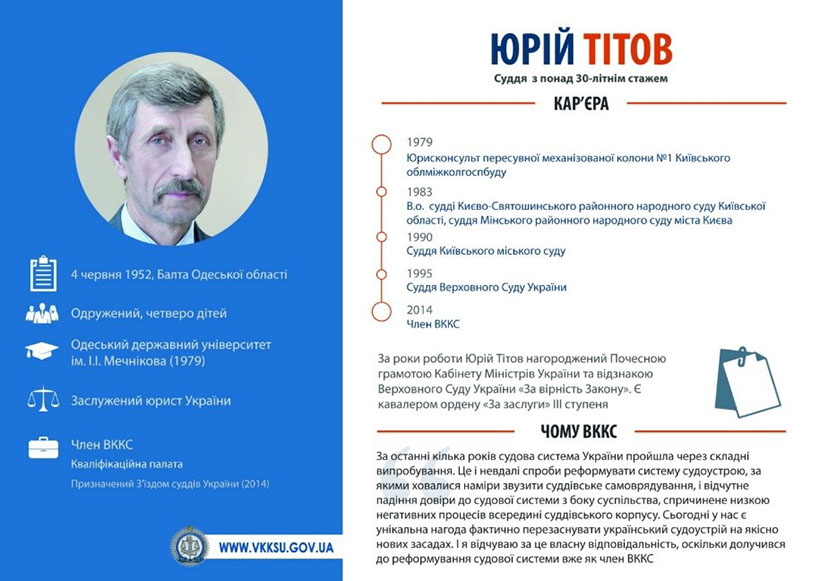 4 червня 1952, Балта Одеської області
Одружений, четверо дітей
Одеський державний університет
ім. І.І. Мечнікова (1979)
Заслужений юрист України
Член ВККС
Кваліфікаційна палата
Призначений З'їздом суддів України (2014)
WWW.VKKSU.GOV.UA
ЮРІЙ ТІТОВ
Суддя з понад 30-літнім стажем
КАР'ЄРА
1979
Юрисконсульт пересувної механізованої колони №1 Київського
облміжколгоспбуду
1983
В.о. судді Києво-Святошинського районного народного суду Київської
області, суддя Мінського районного народного суду міста Києва
1990
Суддя Київського міського суду
1995
Суддя Верховного Суду України
2014
Член ВККС
За роки роботи Юрій Тітов нагороджений Почесною
грамотою Кабінету Міністрів України та відзнакою
Верховного Суду України «За вірність Закону». Є
кавалером ордену «За заслуги» ІІІ ступеня
ЧОМУ ВККС
За останні кілька років судова система України пройшла через складні
випробування. Це і невдалі спроби реформувати систему судоустрою, за
якими ховалися наміри звузити суддівське самоврядування, і відчутне
падіння довіри до судової системи з боку суспільства, спричинене низкою
негативних процесів всередині суддівського корпусу. Сьогодні у нас є
унікальна нагода фактично перезаснувати український судоустрій на якісно
нових засадах. І я відчуваю за це власну відповідальність, оскільки долучився
до реформування судової системи вже як член ВККС